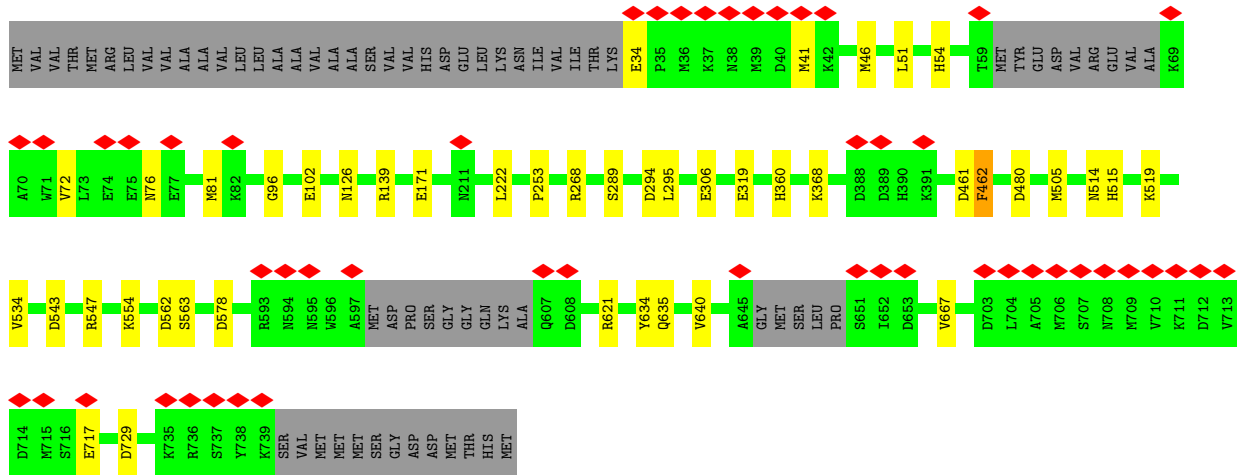 MET VAL VAL THR MET ARG LEU VAL VAL ALA ALA VAL LEU LEU ALA ALA VAL ALA ALA SER VAL VAL HIS ASP GLU LEU LYS ASN ILE VAL ILE THR LYS E34 P35 M36 K37 N38 M39 D40 M41 K42 M46 L51 H54 T59 MET TYR GLU ASP VAL ARG GLU VAL ALA K69
A70 W71 V72 L73 E74 E75 N76 E77 M81 K82 G96 E102 N126 R139 E171 N211 L222 P253 R268 S289 D294 L295 E306 E319 H360 K368 D388 D389 H390 K391 D461 F462 D480 M505 N514 H515 K519
V534 D543 R547 K554 D562 S563 D578 R593 N594 N595 W596 A597 MET ASP PRO SER GLY GLY GLN LYS ALA Q607 D608 R621 Y634 Q635 V640 A645 GLY MET SER LEU PRO S651 I652 D653 V667 D703 L704 A705 M706 S707 N708 M709 V710 K711 D712 V713
D714 M715 S716 E717 D729 K735 R736 S737 Y738 K739 SER VAL MET MET MET SER GLY ASP ASP MET THR HIS MET